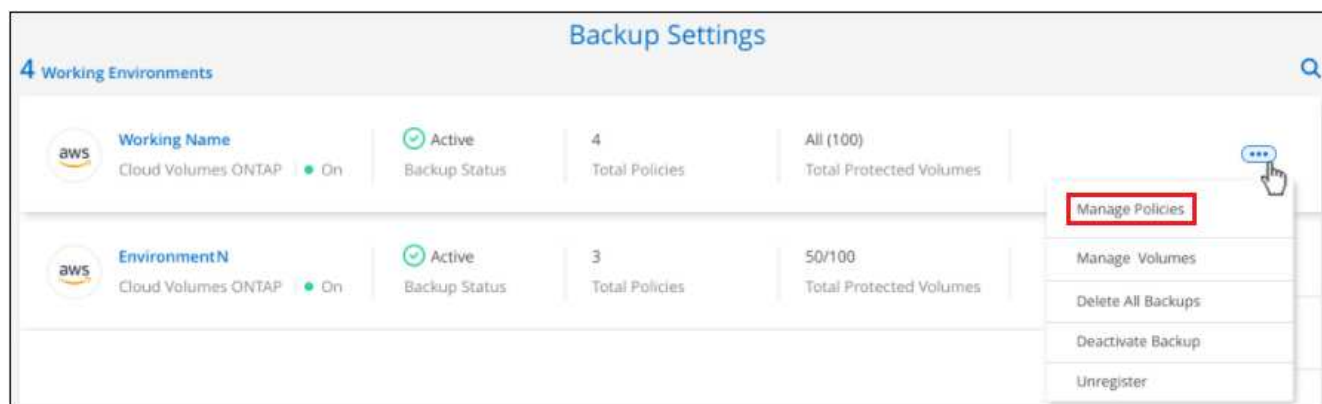 Backup Settings
4 Working Environments
aws
Working Name
Cloud Volumes ONTAP
On
Active
Backup Status
4
Total Policies
All (100)
Total Protected Volumes
Manage Policies
Manage Volumes
Delete All Backups
Deactivate Backup
Unregister
aws
EnvironmentN
Cloud Volumes ONTAP
On
Active
Backup Status
3
Total Policies
50/100
Total Protected Volumes